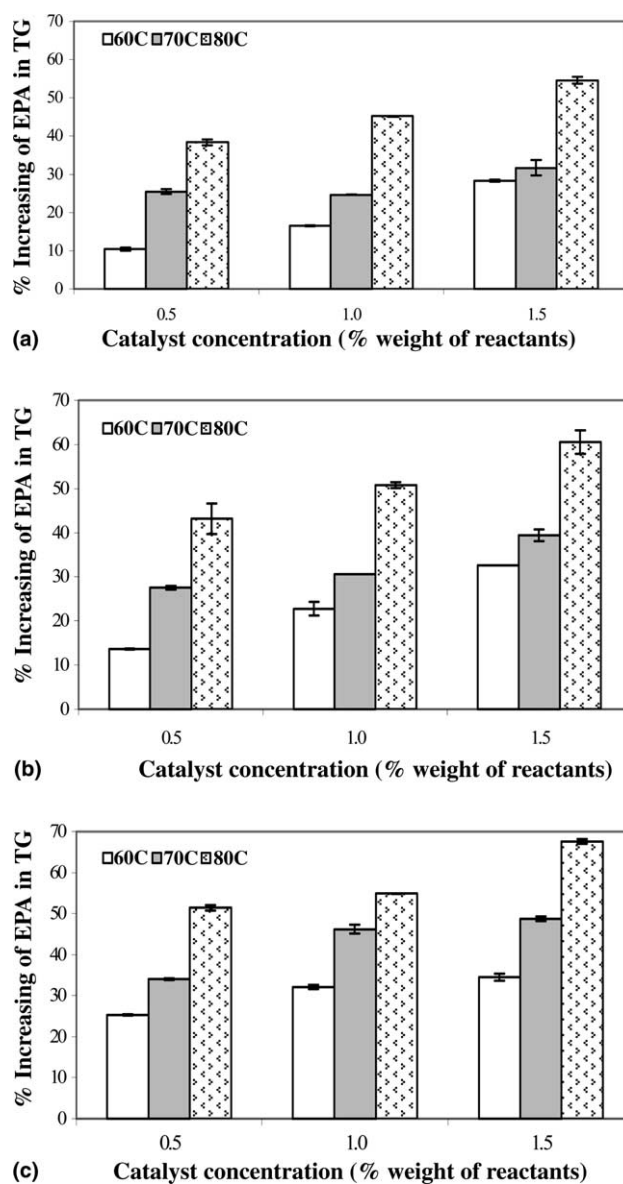 % Increasing of EPA in TG
70
60
50
40
30
20
10
0
60C 70C 80C
0.5 1.0 1.5
(a) Catalyst concentration (% weight of reactants)
% Increasing of EPA in TG
70
60
50
40
30
20
10
0
60C 70C 80C
0.5 1.0 1.5
(b) Catalyst concentration (% weight of reactants)
% Increasing of EPA in TG
70
60
50
40
30
20
10
0
60C 70C 80C
0.5 1.0 1.5
(c) Catalyst concentration (% weight of reactants)